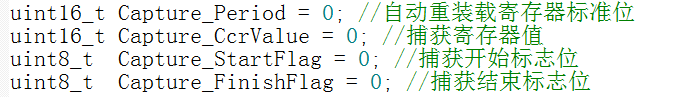 uint16_t Capture_Period = 0; //自动重装载寄存器标准位
uint16_t Capture_CcrValue = 0; //捕获寄存器值
uint8_t  Capture_StartFlag = 0; //捕获开始标志位
uint8_t  Capture_FinishFlag = 0; //捕获结束标志位